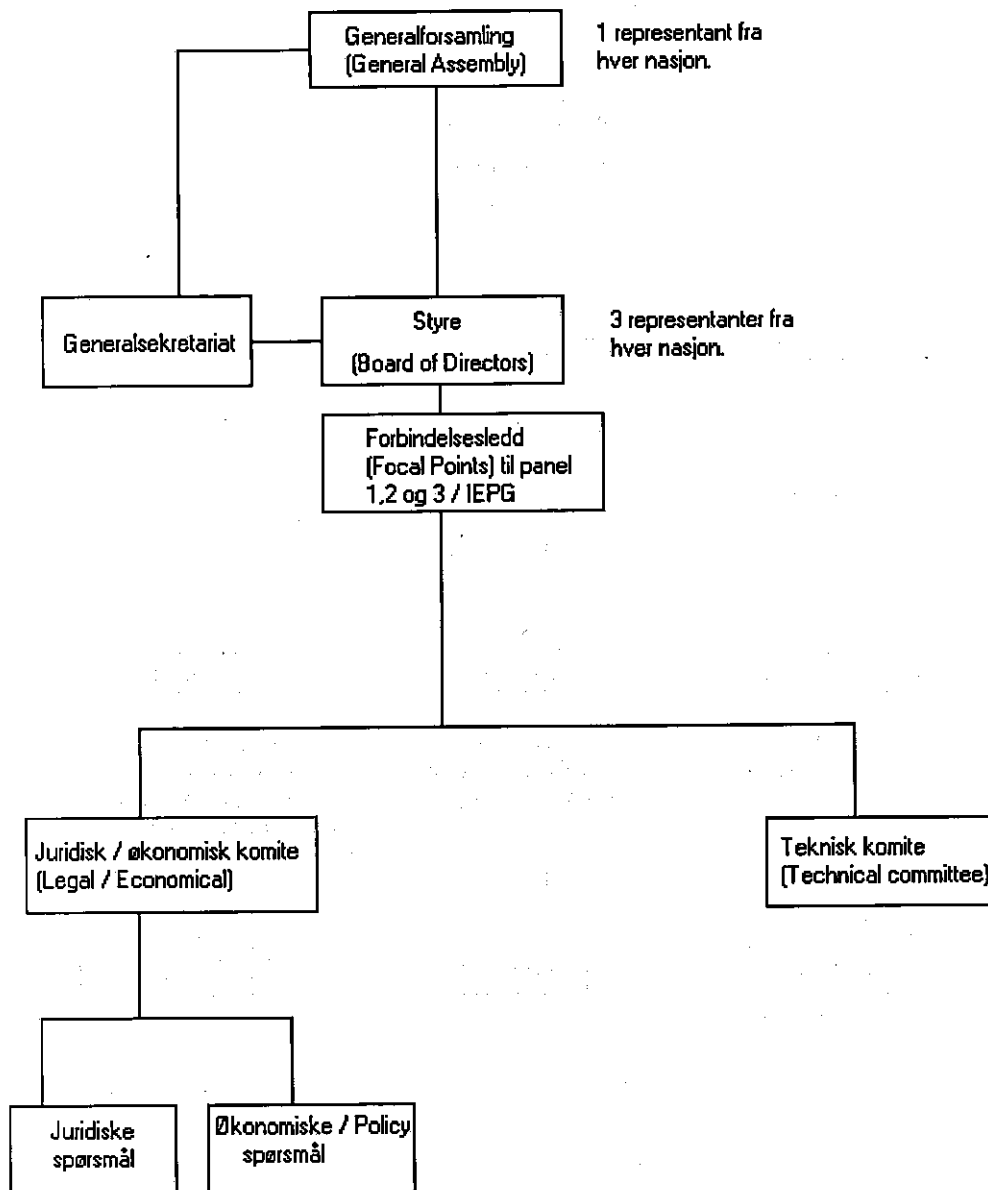 Generalforsamling
(General Assembly)
1 representant fra
hver nasjon.
Generalsekretariat
Styre
(Board of Directors)
3 representanter fra
hver nasjon.
Forbindelsesledd
(Focal Points) til panel
1,2 og 3 / IEPG
Juridisk / økonomisk komite
(Legal / Economical)
Teknisk komite
(Technical committee)
Juridiske
spørsmål
Økonomiske / Policy
spørsmål